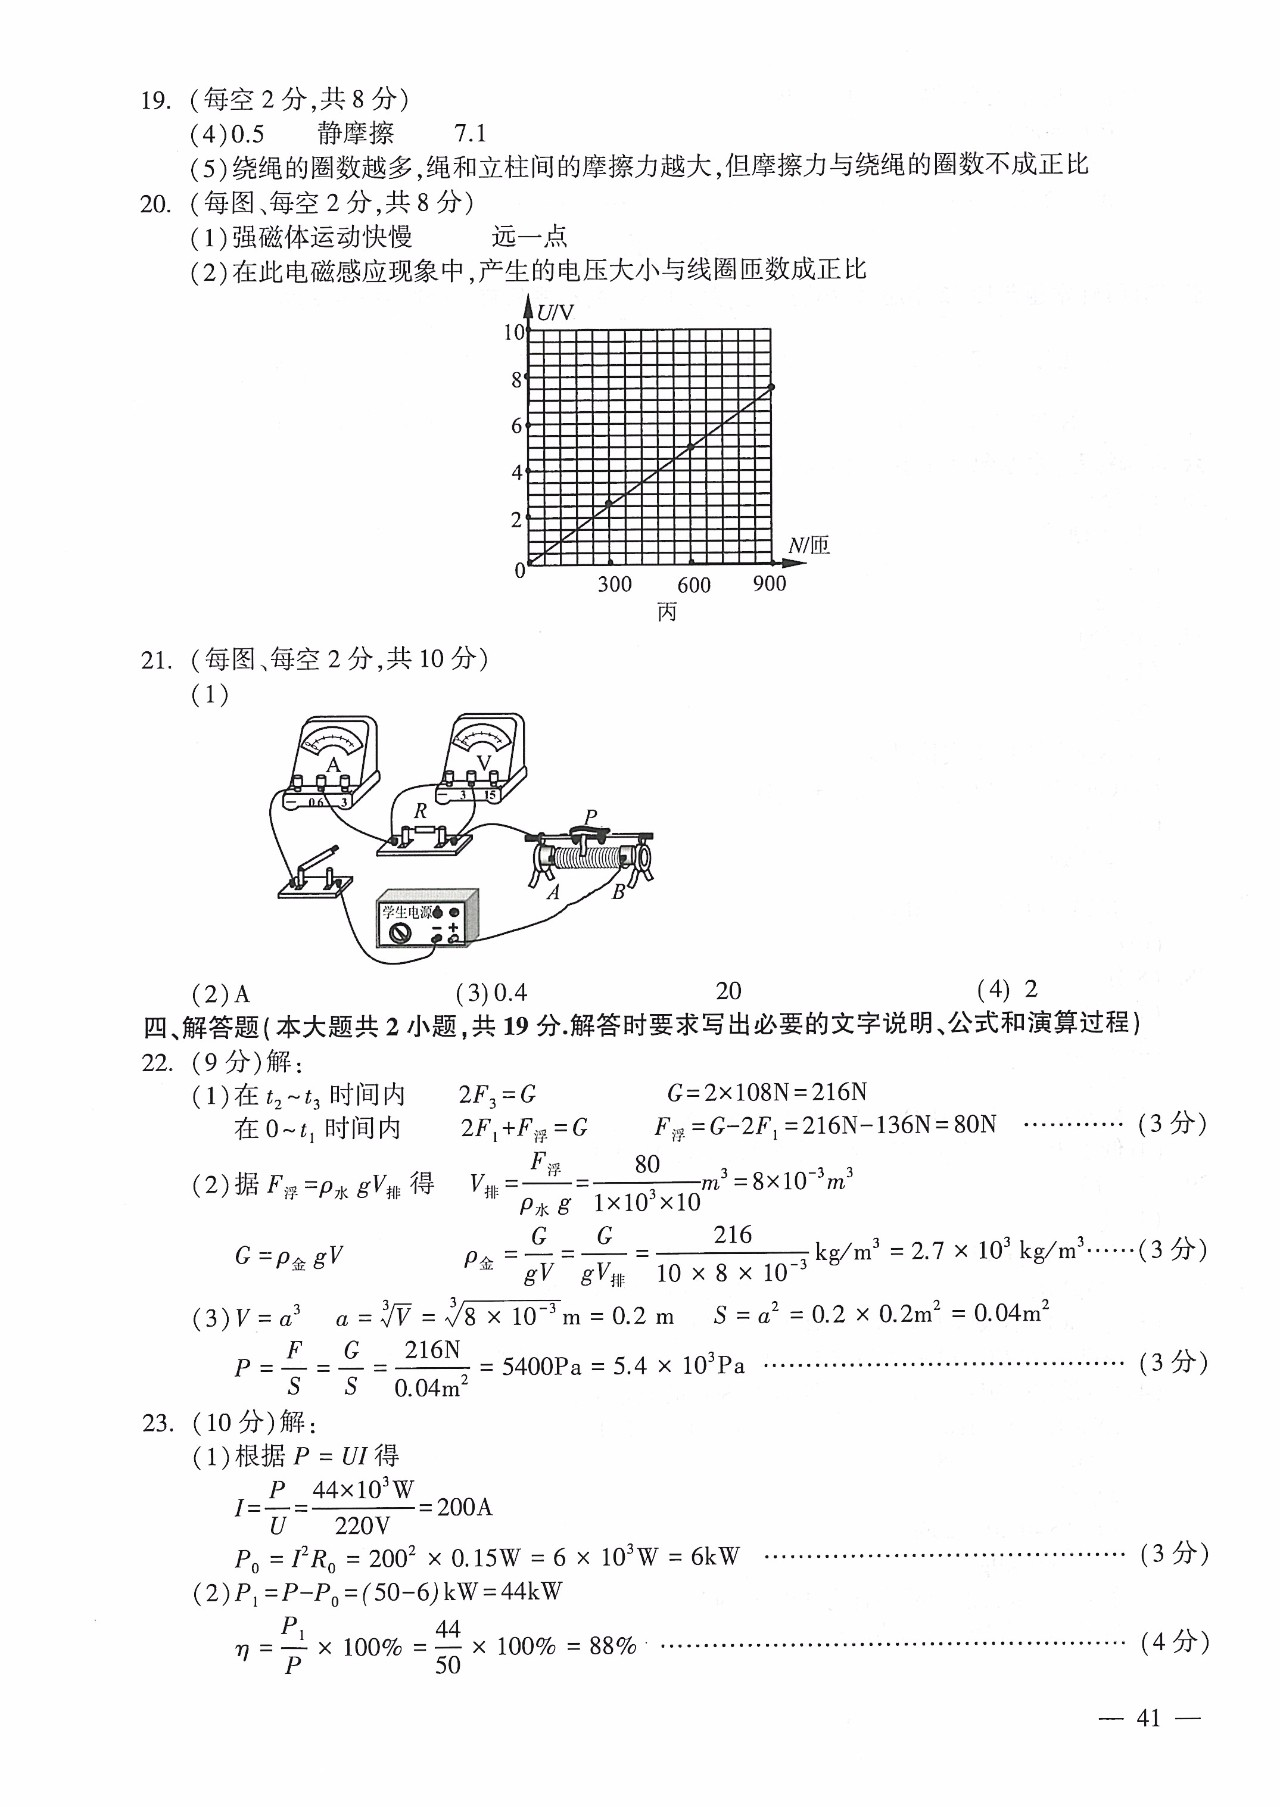 19. (每空2分,共8分)
(4)0.5 静摩擦 7.1
(5)绕绳的圈数越多,绳和立柱间的摩擦力越大,但摩擦力与绕绳的圈数不成正比
20. (每图、每空2分,共8分)
(1)强磁体运动快慢 远一点
(2)在此电磁感应现象中,产生的电压大小与线圈匝数成正比
U/V
10
8
6
4
2
0
N/匝
300 600 900
丙
21. (每图、每空2分,共10分)
(1)
A V
− 0.6 3 − 3 15
R P
A B
学生电源
− +
(2)A (3)0.4 20 (4) 2
四、解答题(本大题共2小题,共19分.解答时要求写出必要的文字说明、公式和演算过程)
22. (9分)解:
(1)在 t₂~t₃ 时间内 2F₃=G G=2×108N=216N
在0~t₁ 时间内 2F₁+F浮=G F浮=G−2F₁=216N−136N=80N ………… (3分)
(2)据 F浮=ρ水 gV排 得 V排=F浮/ρ水 g=80/1×10³×10 m³=8×10⁻³m³
G=ρ金 gV ρ金 = G/gV = G/gV排 = 216/10 × 8 × 10⁻³ kg/m³ = 2.7 × 10³ kg/m³……(3分)
(3)V = a³ a = ∛V = ∛8 × 10⁻³ m = 0.2 m S = a² = 0.2 × 0.2m² = 0.04m²
P = F/S = G/S = 216N/0.04m² = 5400Pa = 5.4 × 10³Pa …………………………………… (3分)
23. (10分)解:
(1)根据 P = UI 得
I=P/U=44×10³W/220V=200A
P₀ = I²R₀ = 200² × 0.15W = 6 × 10³W = 6kW …………………………………… (3分)
(2)P₁=P−P₀=(50−6)kW=44kW
η = P₁/P × 100% = 44/50 × 100% = 88% ……………………………………………… (4分)
— 41 —